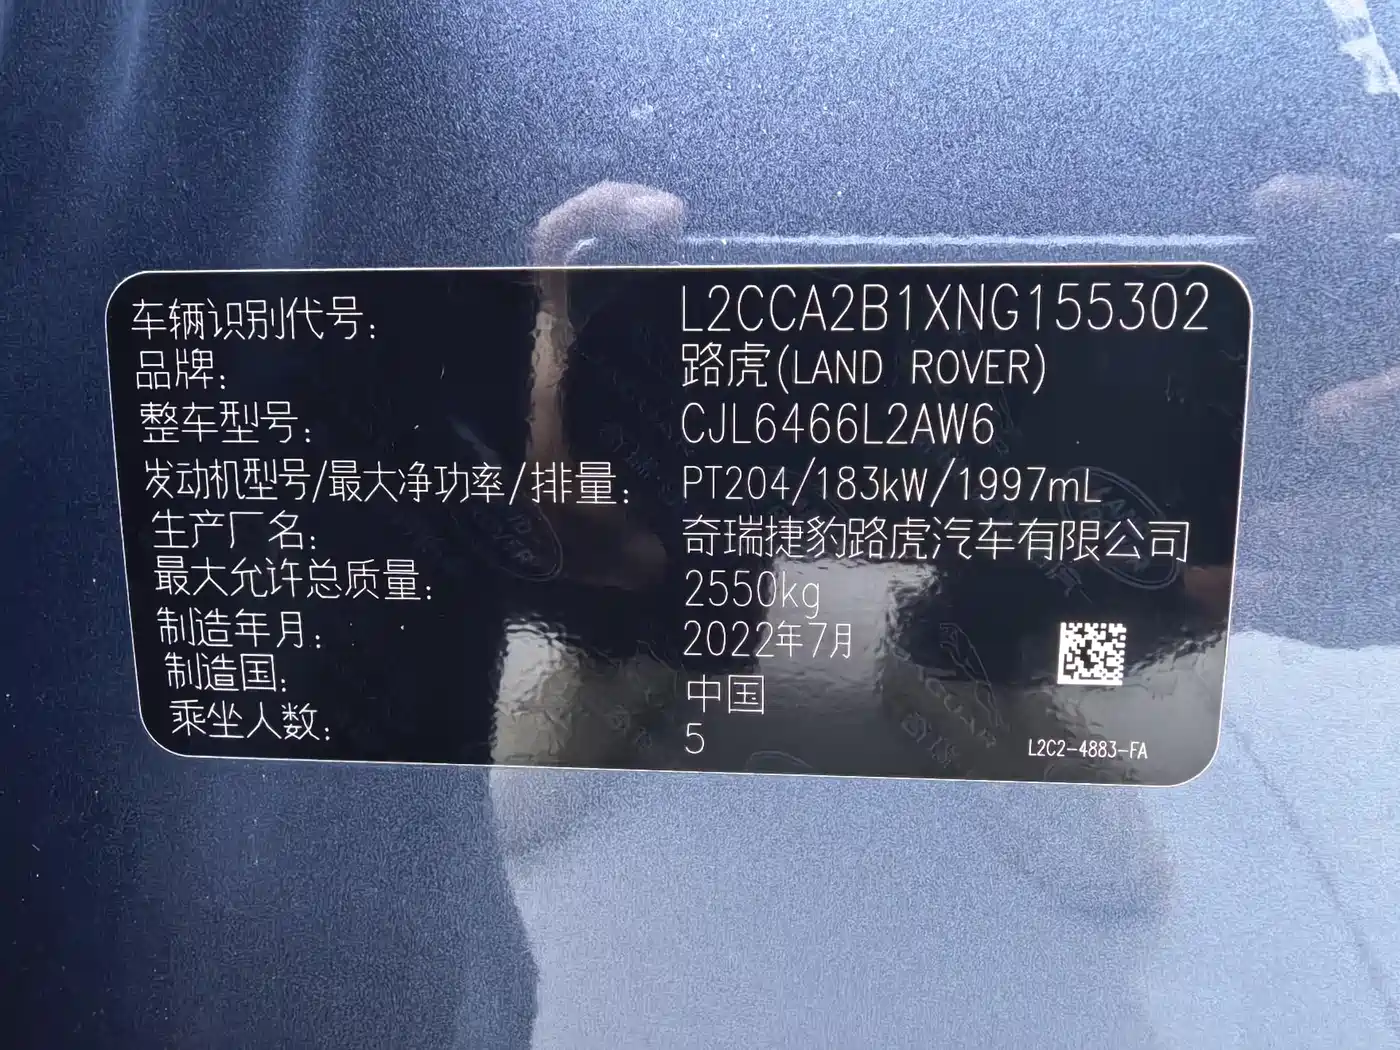 车辆识别代号: L2CCA2B1XNG155302
品牌: 路虎(LAND ROVER)
整车型号: CJL6466L2AW6
发动机型号/最大净功率/排量: PT204/183kW/1997mL
生产厂名: 奇瑞捷豹路虎汽车有限公司
最大允许总质量: 2550kg
制造年月: 2022年7月
制造国: 中国
乘坐人数: 5
L2C2-4883-FA